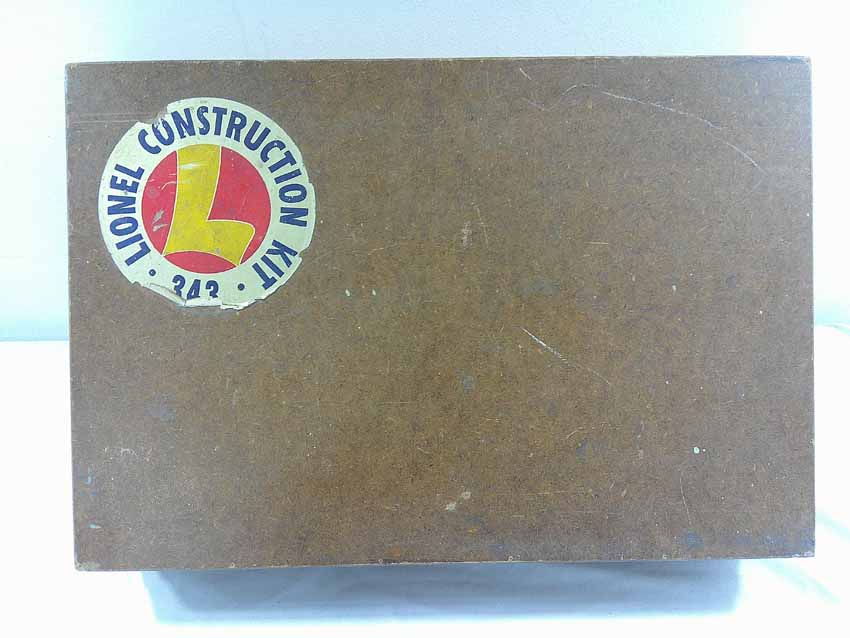 • LIONEL CONSTRUCTION KIT •
343
L